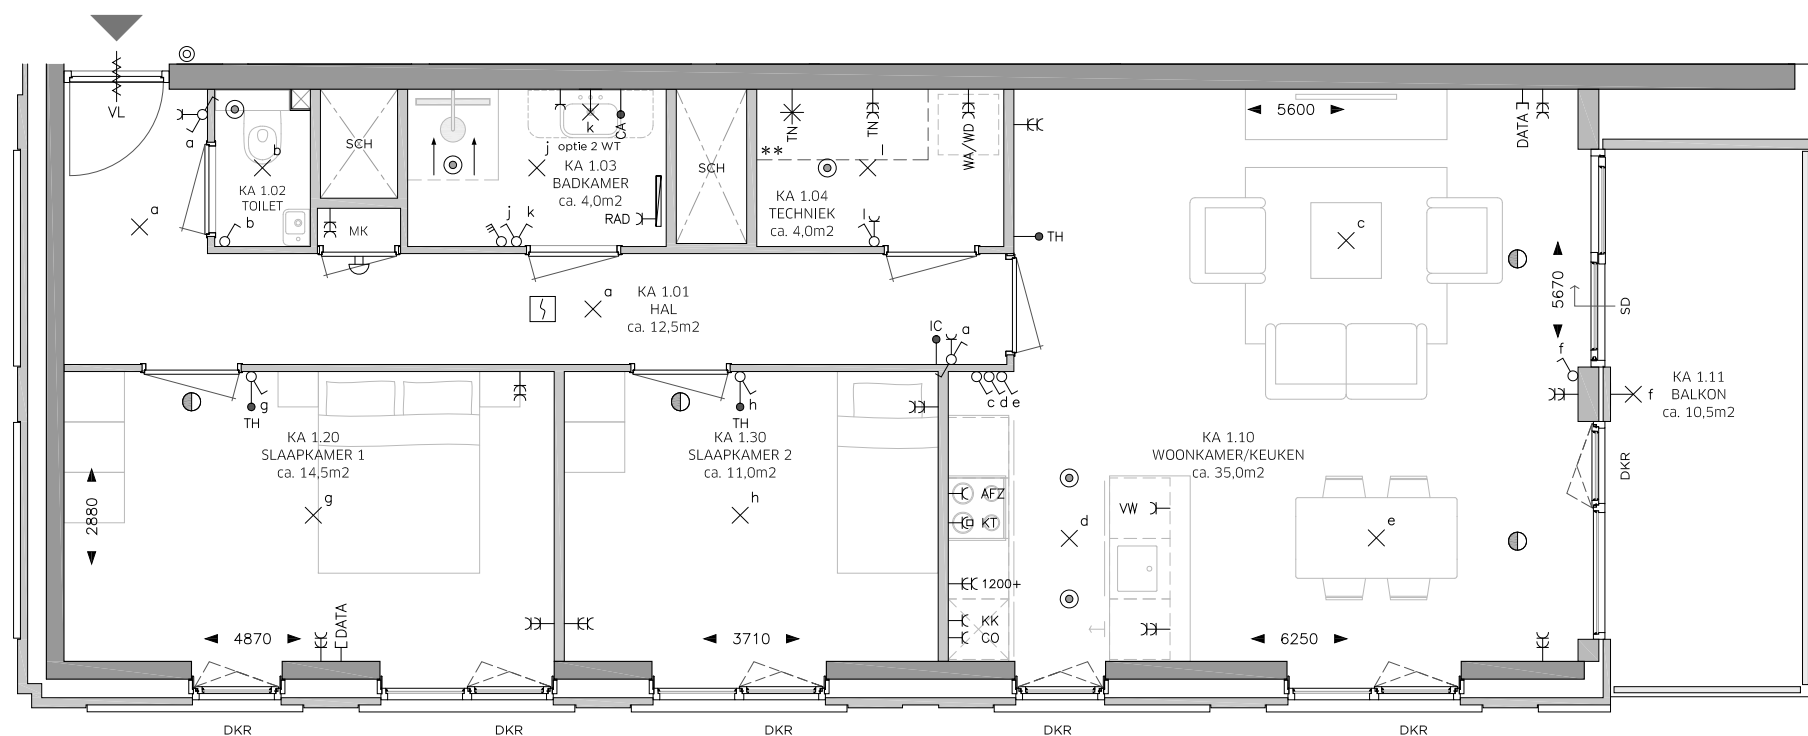 VL
a
b
KA 1.02
TOILET
b
a
SCH
MK
k
CA
optie 2 WT
j
KA 1.03
BADKAMER
ca. 4,0m2
RAD
j
k
SCH
TN
TN
WA/WD
**
l
KA 1.04
TECHNIEK
ca. 4,0m2
l
TH
5600
DATA
c
5670
SD
f
f
KA 1.11
BALKON
ca. 10,5m2
DKR
a
KA 1.01
HAL
ca. 12,5m2
IC
a
g
TH
KA 1.20
SLAAPKAMER 1
ca. 14,5m2
g
2880
4870
DATA
h
TH
KA 1.30
SLAAPKAMER 2
ca. 11,0m2
h
3710
c d e
KA 1.10
WOONKAMER/KEUKEN
ca. 35,0m2
AFZ
KT
1200+
KK
CO
VW
d
e
6250
DKR
DKR
DKR
DKR
DKR